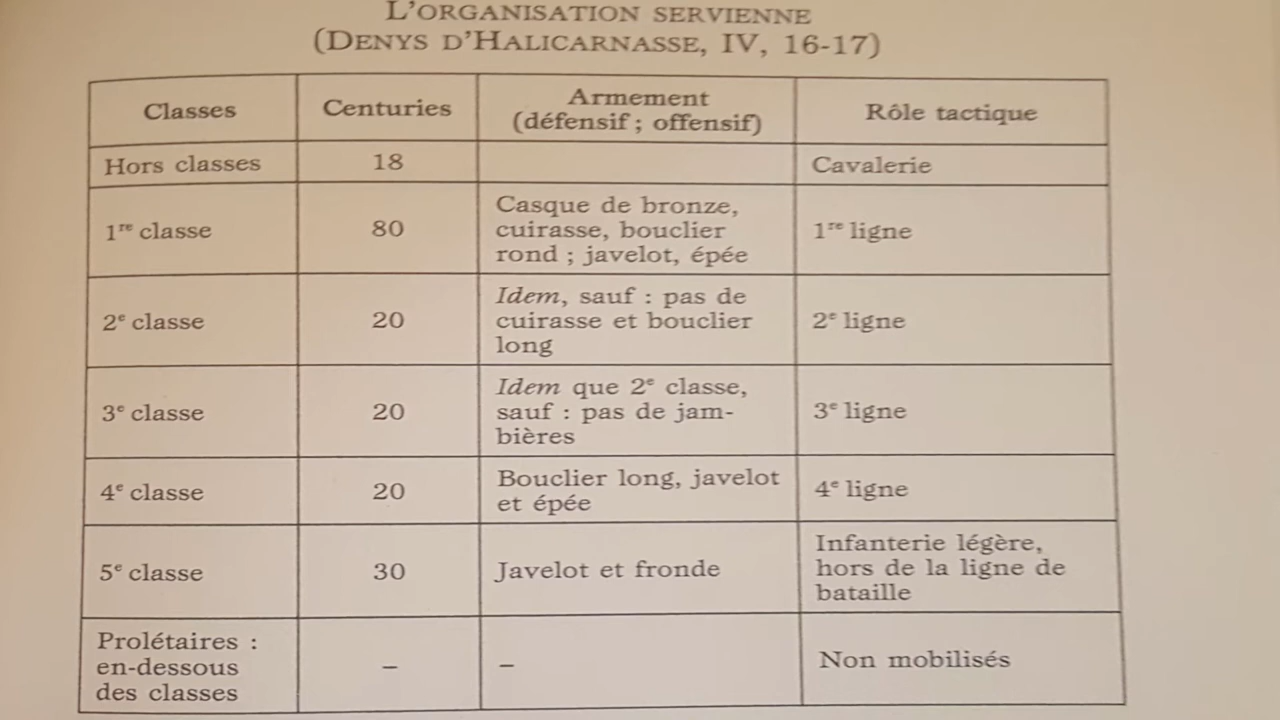 L'ORGANISATION SERVIENNE
(DENYS D'HALICARNASSE, IV, 16-17)
Classes
Centuries
Armement
(défensif ; offensif)
Rôle tactique
Hors classes
18
Cavalerie
1re classe
80
Casque de bronze,
cuirasse, bouclier
rond ; javelot, épée
1re ligne
2e classe
20
Idem, sauf : pas de
cuirasse et bouclier
long
2e ligne
3e classe
20
Idem que 2e classe,
sauf : pas de jam-
bières
3e ligne
4e classe
20
Bouclier long, javelot
et épée
4e ligne
5e classe
30
Javelot et fronde
Infanterie légère,
hors de la ligne de
bataille
Prolétaires :
en-dessous
des classes
–
–
Non mobilisés